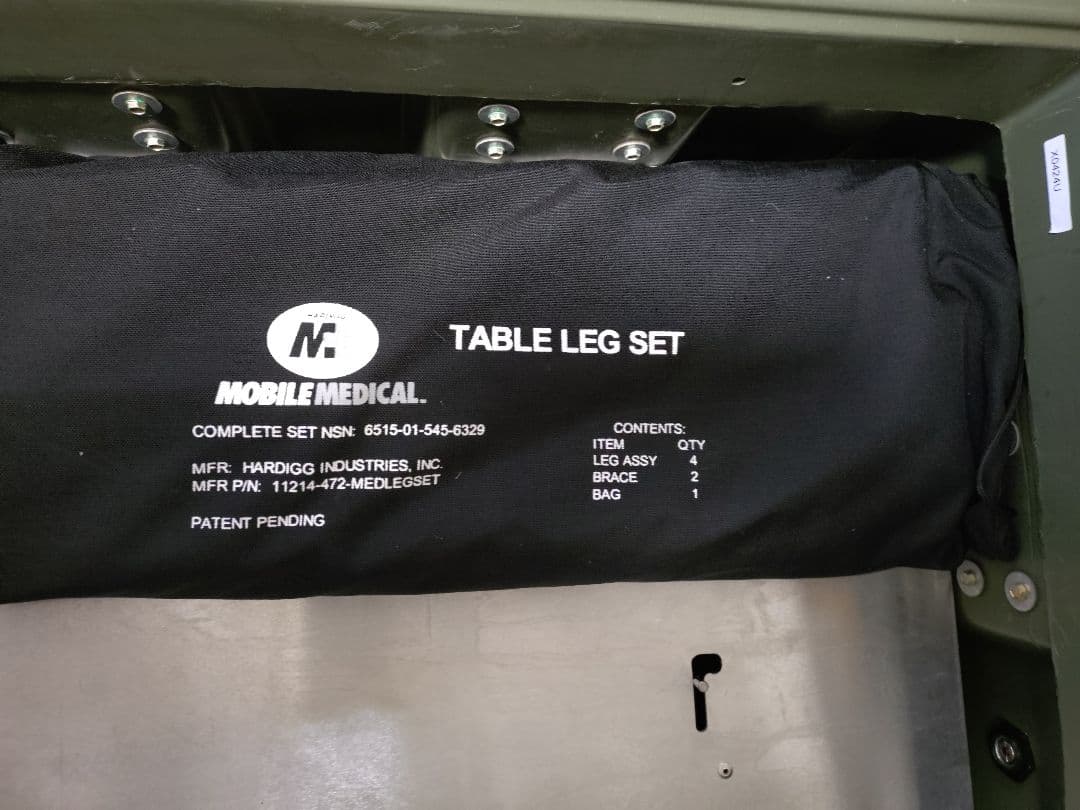 M
MOBILE MEDICAL.
TABLE LEG SET
COMPLETE SET NSN: 6515-01-545-6329
MFR: HARDIGG INDUSTRIES, INC.
MFR P/N: 11214-472-MEDLEGSET
PATENT PENDING
CONTENTS:
ITEM QTY
LEG ASSY 4
BRACE 2
BAG 1
X0424U